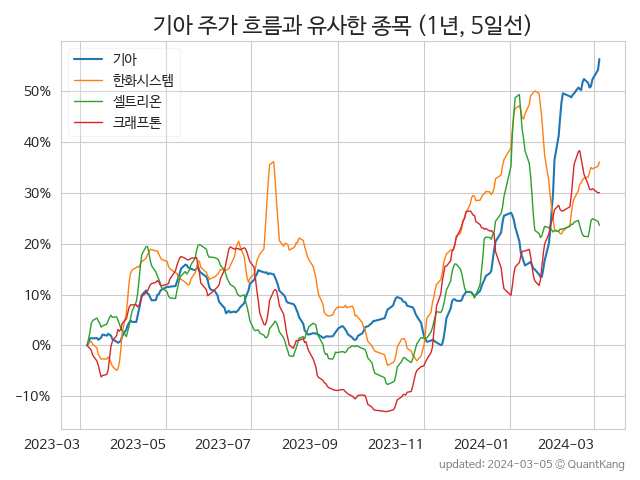 기아 주가 흐름과 유사한 종목 (1년, 5일선)
기아
한화시스템
셀트리온
크래프톤
50%
40%
30%
20%
10%
0%
−10%
2023-03 2023-05 2023-07 2023-09 2023-11 2024-01 2024-03
updated: 2024-03-05 © QuantKang